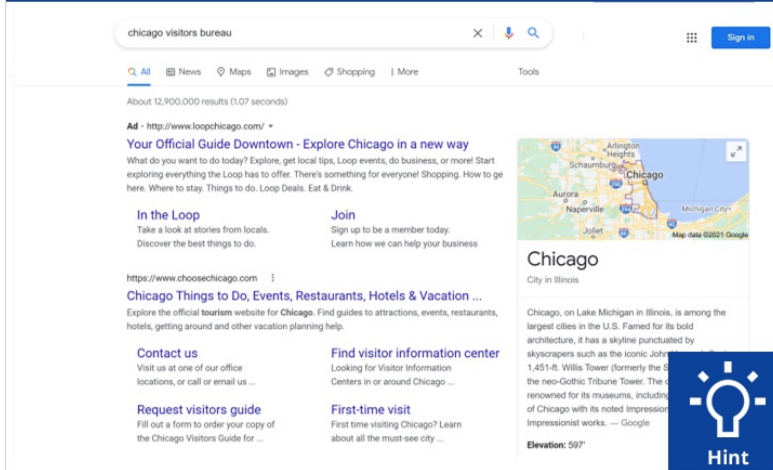 chicago visitors bureau
Sign in
All News Maps Images Shopping More Tools
About 12,900,000 results (1.07 seconds)
Ad - http://www.loopchicago.com/
Your Official Guide Downtown - Explore Chicago in a new way
What do you want to do today? Explore, get local tips, Loop events, do business, or more! Start
exploring everything the Loop has to offer. There's something for everyone! Shopping. How to ge
here. Where to stay. Things to do. Loop Deals. Eat & Drink.
In the Loop
Take a look at stories from locals.
Discover the best things to do.
Join
Sign up to be a member today.
Learn how we can help your business
https://www.choosechicago.com
Chicago Things to Do, Events, Restaurants, Hotels & Vacation ...
Explore the official tourism website for Chicago. Find guides to attractions, events, restaurants,
hotels, getting around and other vacation planning help.
Contact us
Visit us at one of our office
locations, or call or email us ...
Find visitor information center
Looking for Visitor Information
Centers in or around Chicago ...
Request visitors guide
Fill out a form to order your copy of
the Chicago Visitors Guide for ...
First-time visit
First time visiting Chicago? Learn
about all the must-see city ...
Arlington
Heights
Schaumburg
Chicago
Aurora
Naperville
Michigan City
Joliet
Map data ©2021 Google
Chicago
City in Illinois
Chicago, on Lake Michigan in Illinois, is among the
largest cities in the U.S. Famed for its bold
architecture, it has a skyline punctuated by
skyscrapers such as the iconic John
1,451-ft. Willis Tower (formerly the S
the neo-Gothic Tribune Tower. The c
renowned for its museums, including
of Chicago with its noted Impression
Impressionist works. — Google
Elevation: 597'
Hint